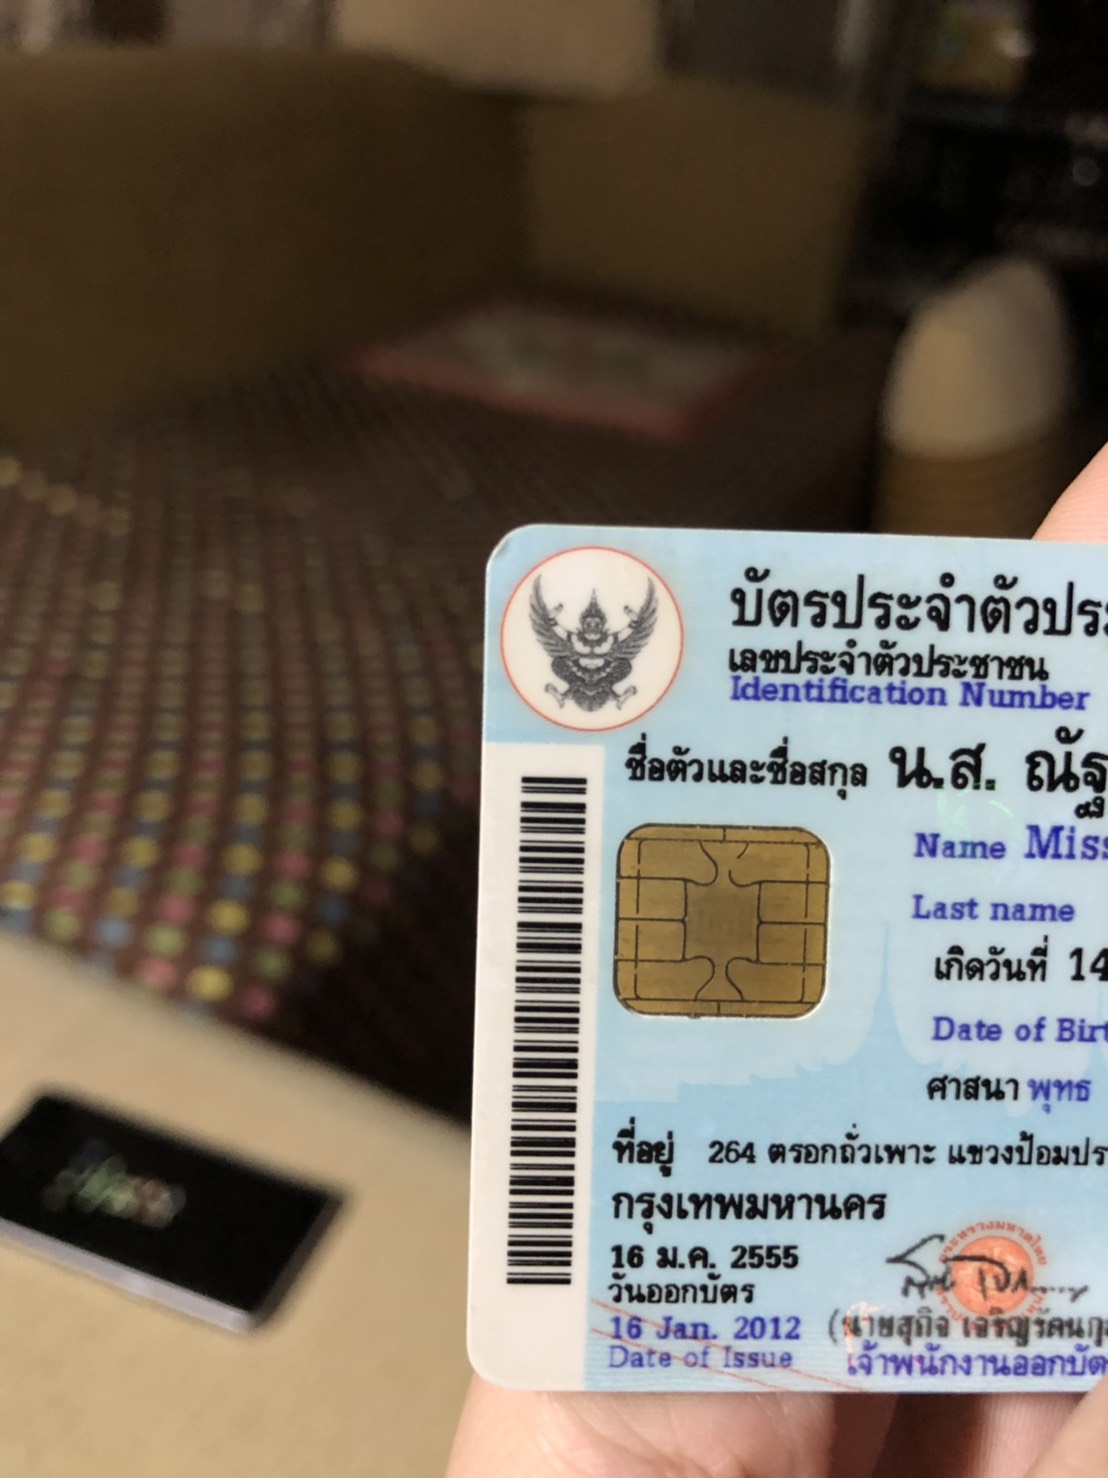 บัตรประจำตัวประ
เลขประจำตัวประชาชน
Identification Number
ชื่อตัวและชื่อสกุล น.ส. ณัฐ
Name Miss
Last name
เกิดวันที่ 14
Date of Birt
ศาสนา พุทธ
ที่อยู่ 264 ตรอกถั่วเพาะ แขวงป้อมปร
กรุงเทพมหานคร
16 ม.ค. 2555
วันออกบัตร
16 Jan. 2012
Date of Issue
(นายสุกิจ เจริญรัตนกุ
เจ้าพนักงานออกบัต